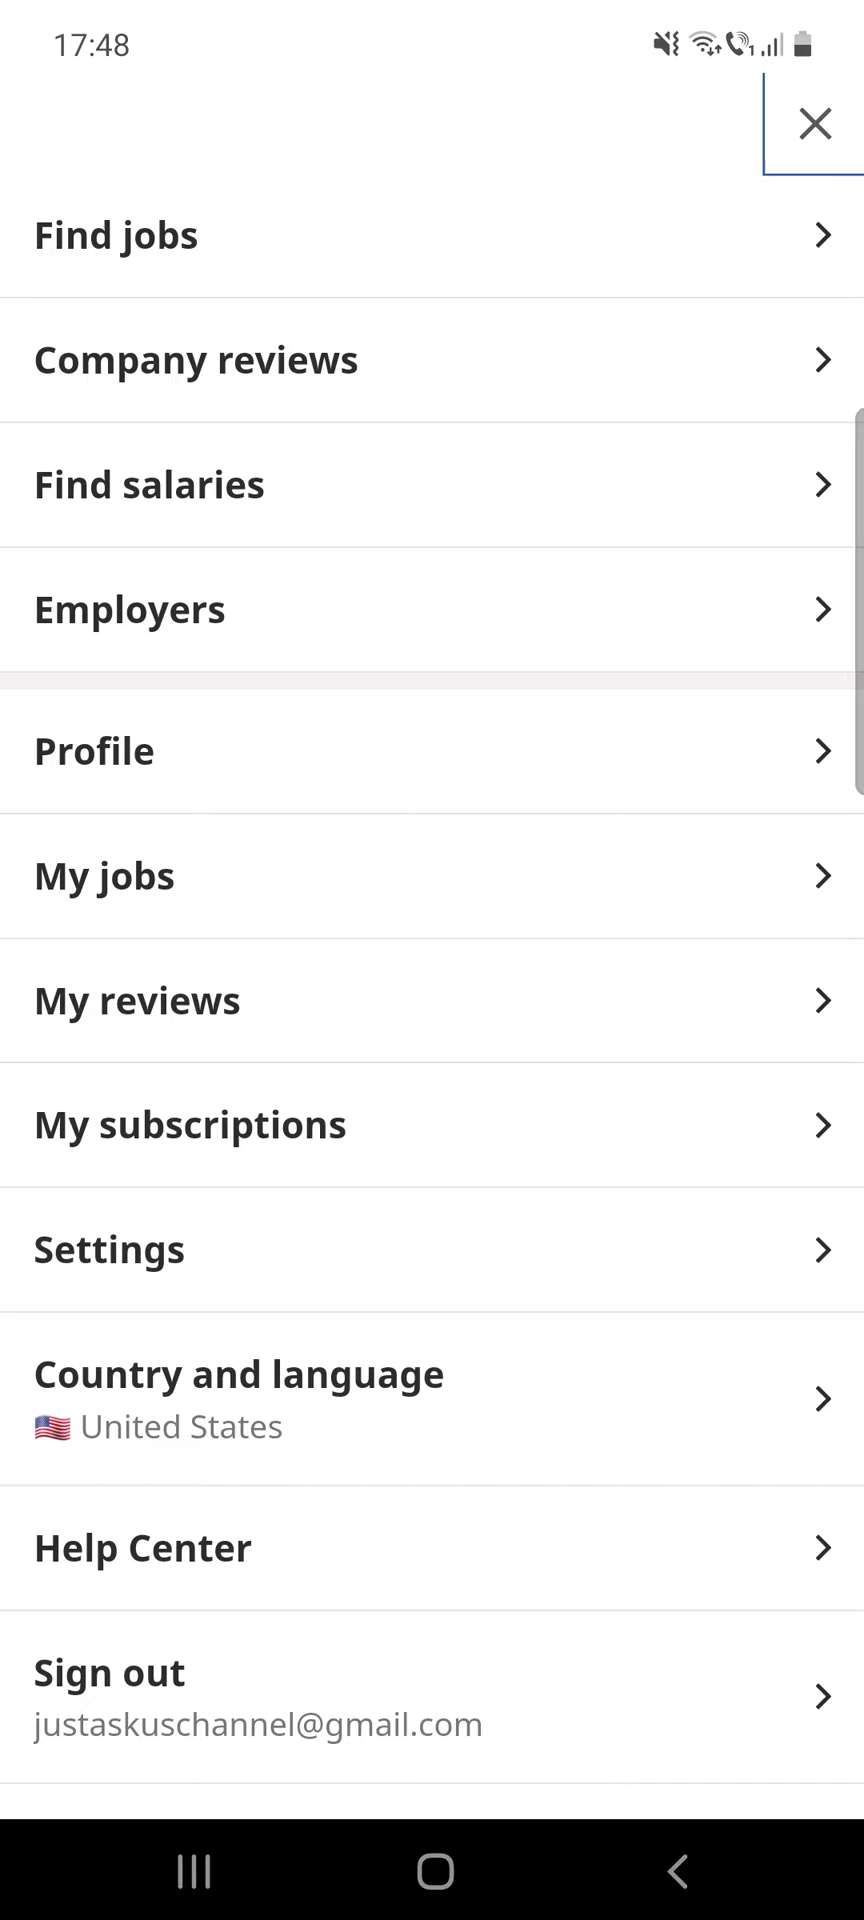 17:48
Find jobs
Company reviews
Find salaries
Employers
Profile
My jobs
My reviews
My subscriptions
Settings
Country and language
🇺🇸 United States
Help Center
Sign out
justaskuschannel@gmail.com